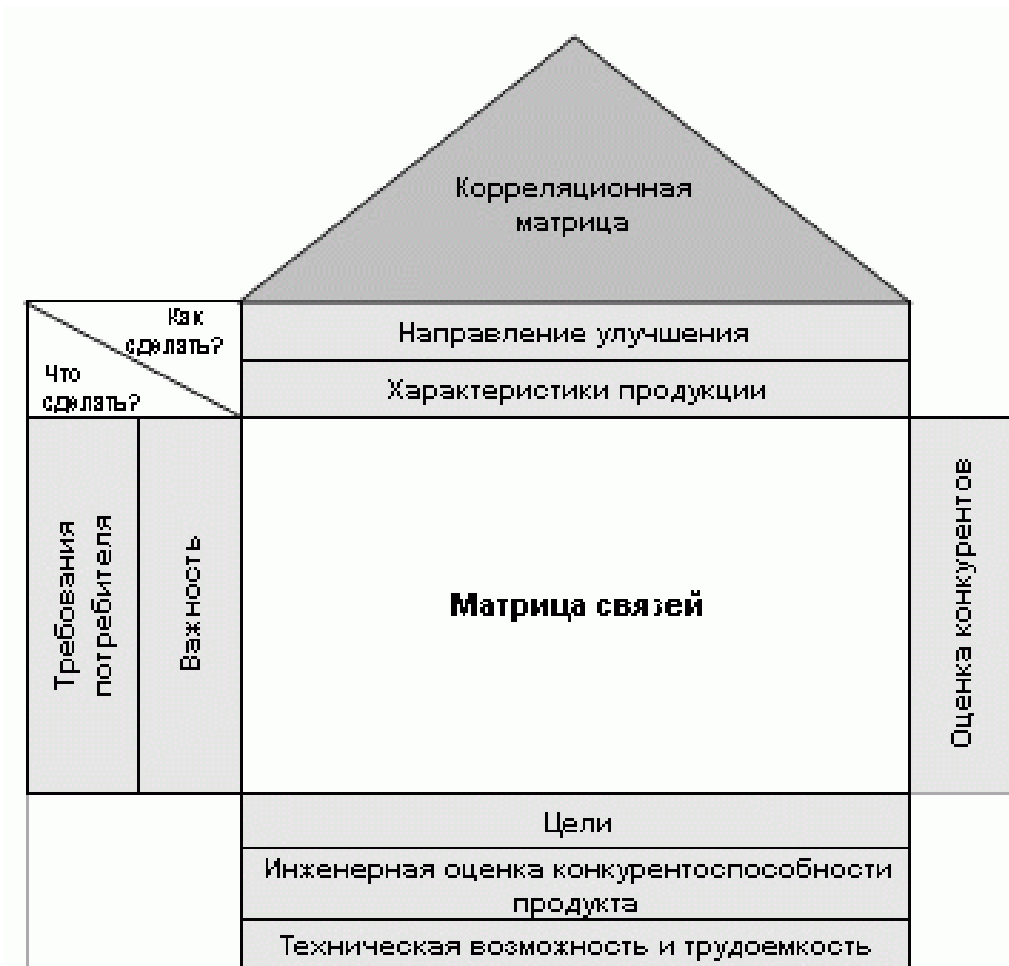 Корреляционная
матрица
Как
сделать?
Что
сделать?
Направление улучшения
Характеристики продукции
Требования
потребителя
Важность
Матрица связей
Оценка конкурентов
Цели
Инженерная оценка конкурентоспособности
продукта
Техническая возможность и трудоемкость